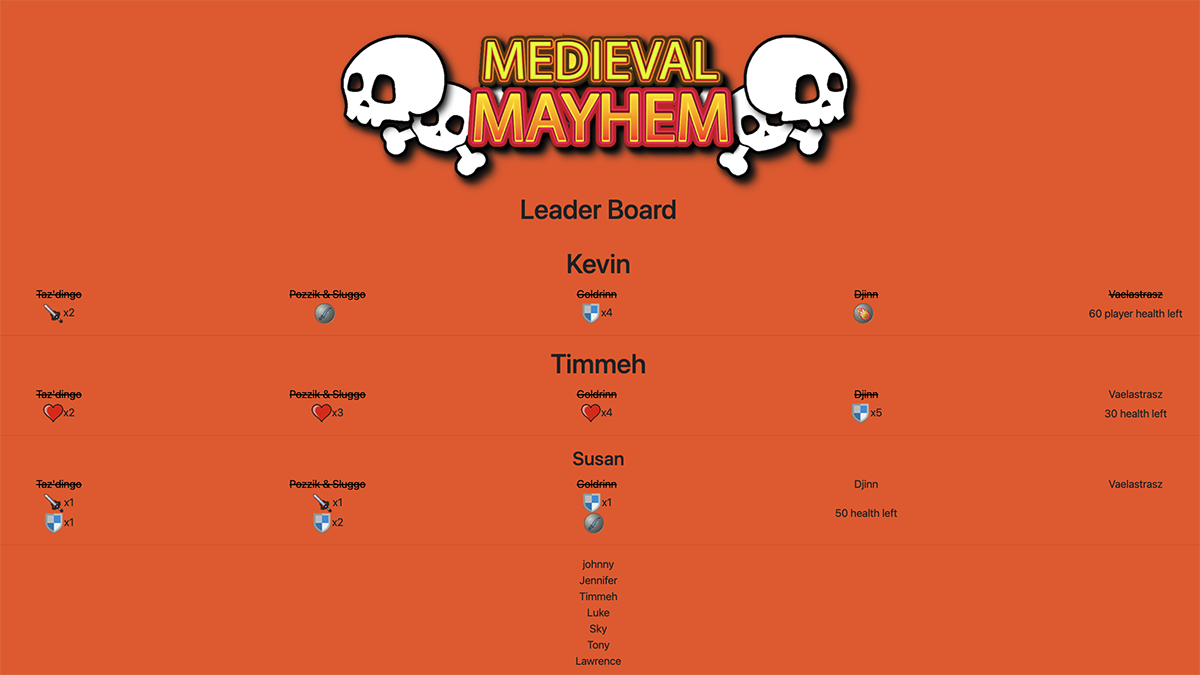 MEDIEVAL
MAYHEM
Leader Board
Kevin
Taz'dingo Pozzik & Sluggo Goldrinn Djinn Vaelastrasz
x2 x4 60 player health left
Timmeh
Taz'dingo Pozzik & Sluggo Goldrinn Djinn Vaelastrasz
x2 x3 x4 x5 30 health left
Susan
Taz'dingo Pozzik & Sluggo Goldrinn Djinn Vaelastrasz
x1 x1 x1
50 health left
x1 x2
johnny
Jennifer
Timmeh
Luke
Sky
Tony
Lawrence